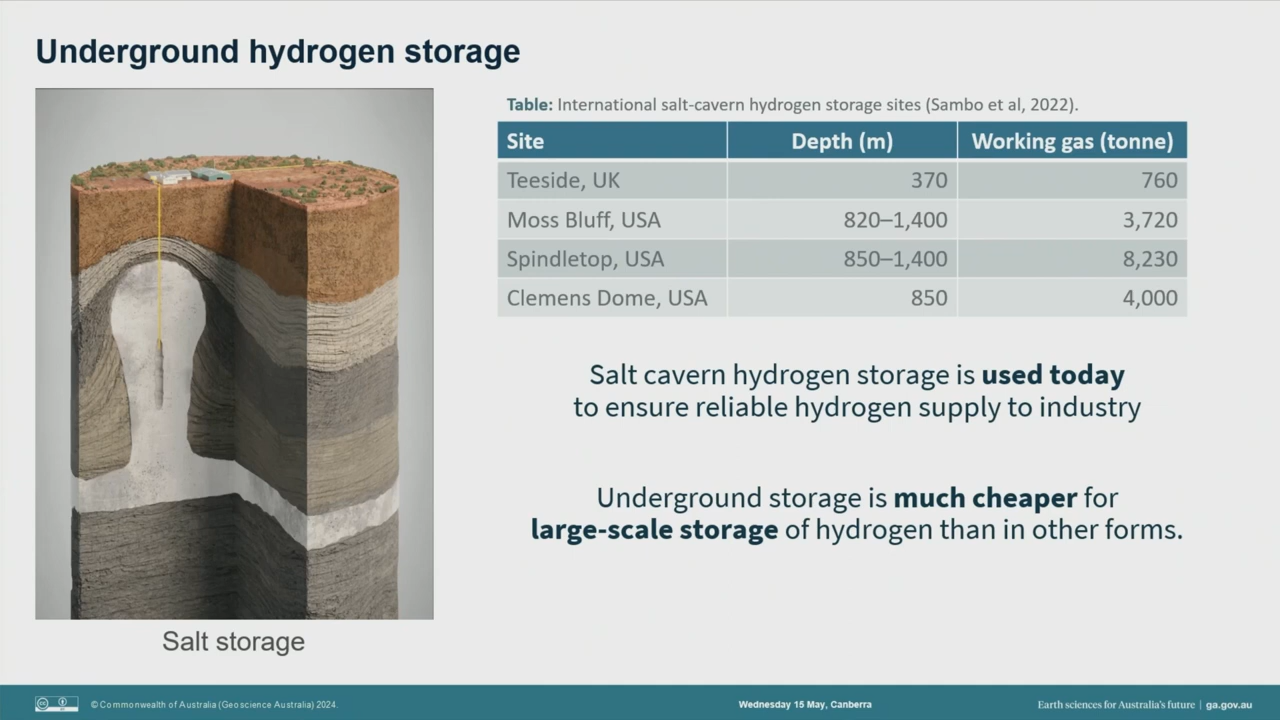 Underground hydrogen storage
Table: International salt-cavern hydrogen storage sites (Sambo et al, 2022).
Site Depth (m) Working gas (tonne)
Teeside, UK 370 760
Moss Bluff, USA 820–1,400 3,720
Spindletop, USA 850–1,400 8,230
Clemens Dome, USA 850 4,000
Salt cavern hydrogen storage is used today
to ensure reliable hydrogen supply to industry
Underground storage is much cheaper for
large-scale storage of hydrogen than in other forms.
Salt storage
© Commonwealth of Australia (Geoscience Australia) 2024.
Wednesday 15 May, Canberra
Earth sciences for Australia's future | ga.gov.au